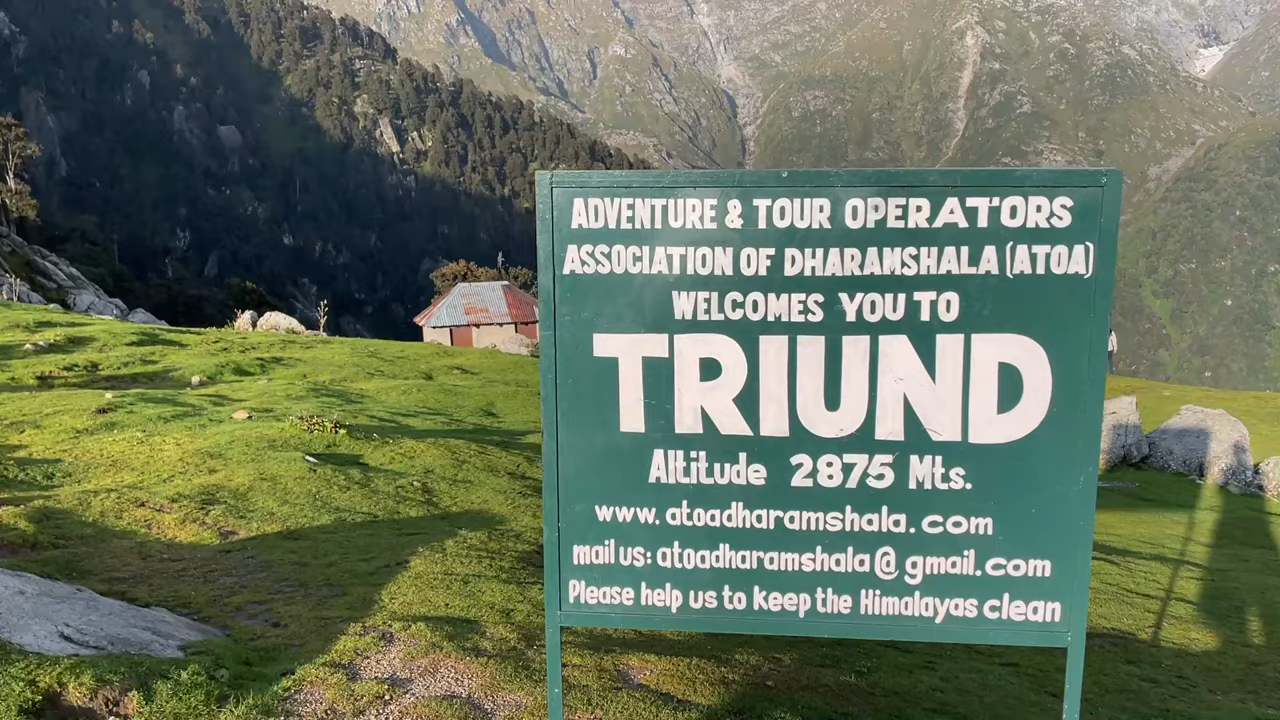 ADVENTURE & TOUR OPERATORS
ASSOCIATION OF DHARAMSHALA (ATOA)
WELCOMES YOU TO
TRIUND
Altitude 2875 Mts.
www.atoadharamshala.com
mail us: atoadharamshala@gmail.com
Please help us to keep the Himalayas clean